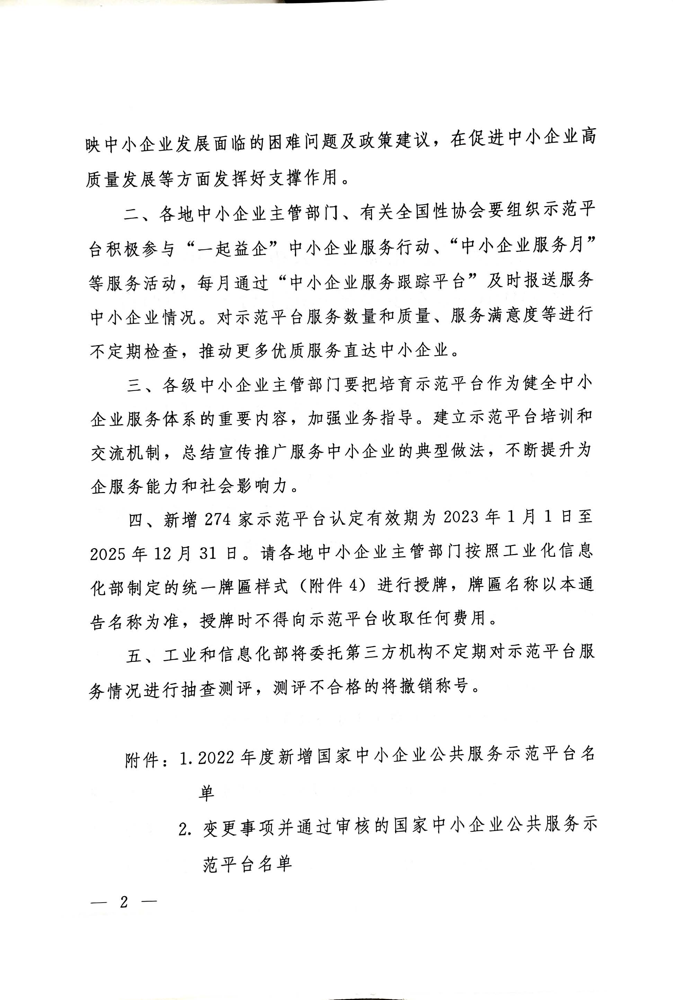 映中小企业发展面临的困难问题及政策建议，在促进中小企业高
质量发展等方面发挥好支撑作用。
二、各地中小企业主管部门、有关全国性协会要组织示范平
台积极参与“一起益企”中小企业服务行动、“中小企业服务月”
等服务活动，每月通过“中小企业服务跟踪平台”及时报送服务
中小企业情况。对示范平台服务数量和质量、服务满意度等进行
不定期检查，推动更多优质服务直达中小企业。
三、各级中小企业主管部门要把培育示范平台作为健全中小
企业服务体系的重要内容，加强业务指导。建立示范平台培训和
交流机制，总结宣传推广服务中小企业的典型做法，不断提升为
企服务能力和社会影响力。
四、新增 274 家示范平台认定有效期为 2023 年 1 月 1 日至
2025 年 12 月 31 日。请各地中小企业主管部门按照工业化信息
化部制定的统一牌匾样式（附件 4）进行授牌，牌匾名称以本通
告名称为准，授牌时不得向示范平台收取任何费用。
五、工业和信息化部将委托第三方机构不定期对示范平台服
务情况进行抽查测评，测评不合格的将撤销称号。
附件：1. 2022 年度新增国家中小企业公共服务示范平台名
单
2. 变更事项并通过审核的国家中小企业公共服务示
范平台名单
— 2 —